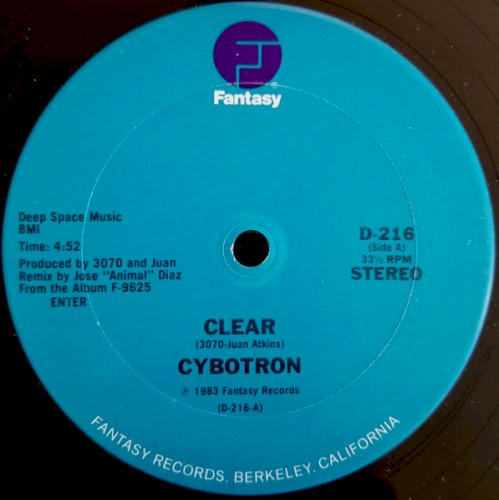 Fantasy
Deep Space Music
BMI
Time: 4:52
Produced by 3070 and Juan
Remix by Jose "Animal" Diaz
From the Album F-9625
ENTER
D-216
(Side A)
33⅓ RPM
STEREO
CLEAR
(3070-Juan Atkins)
CYBOTRON
℗ 1983 Fantasy Records
(D-216-A)
FANTASY RECORDS, BERKELEY, CALIFORNIA